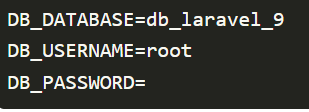 DB_DATABASE=db_laravel_9
DB_USERNAME=root
DB_PASSWORD=